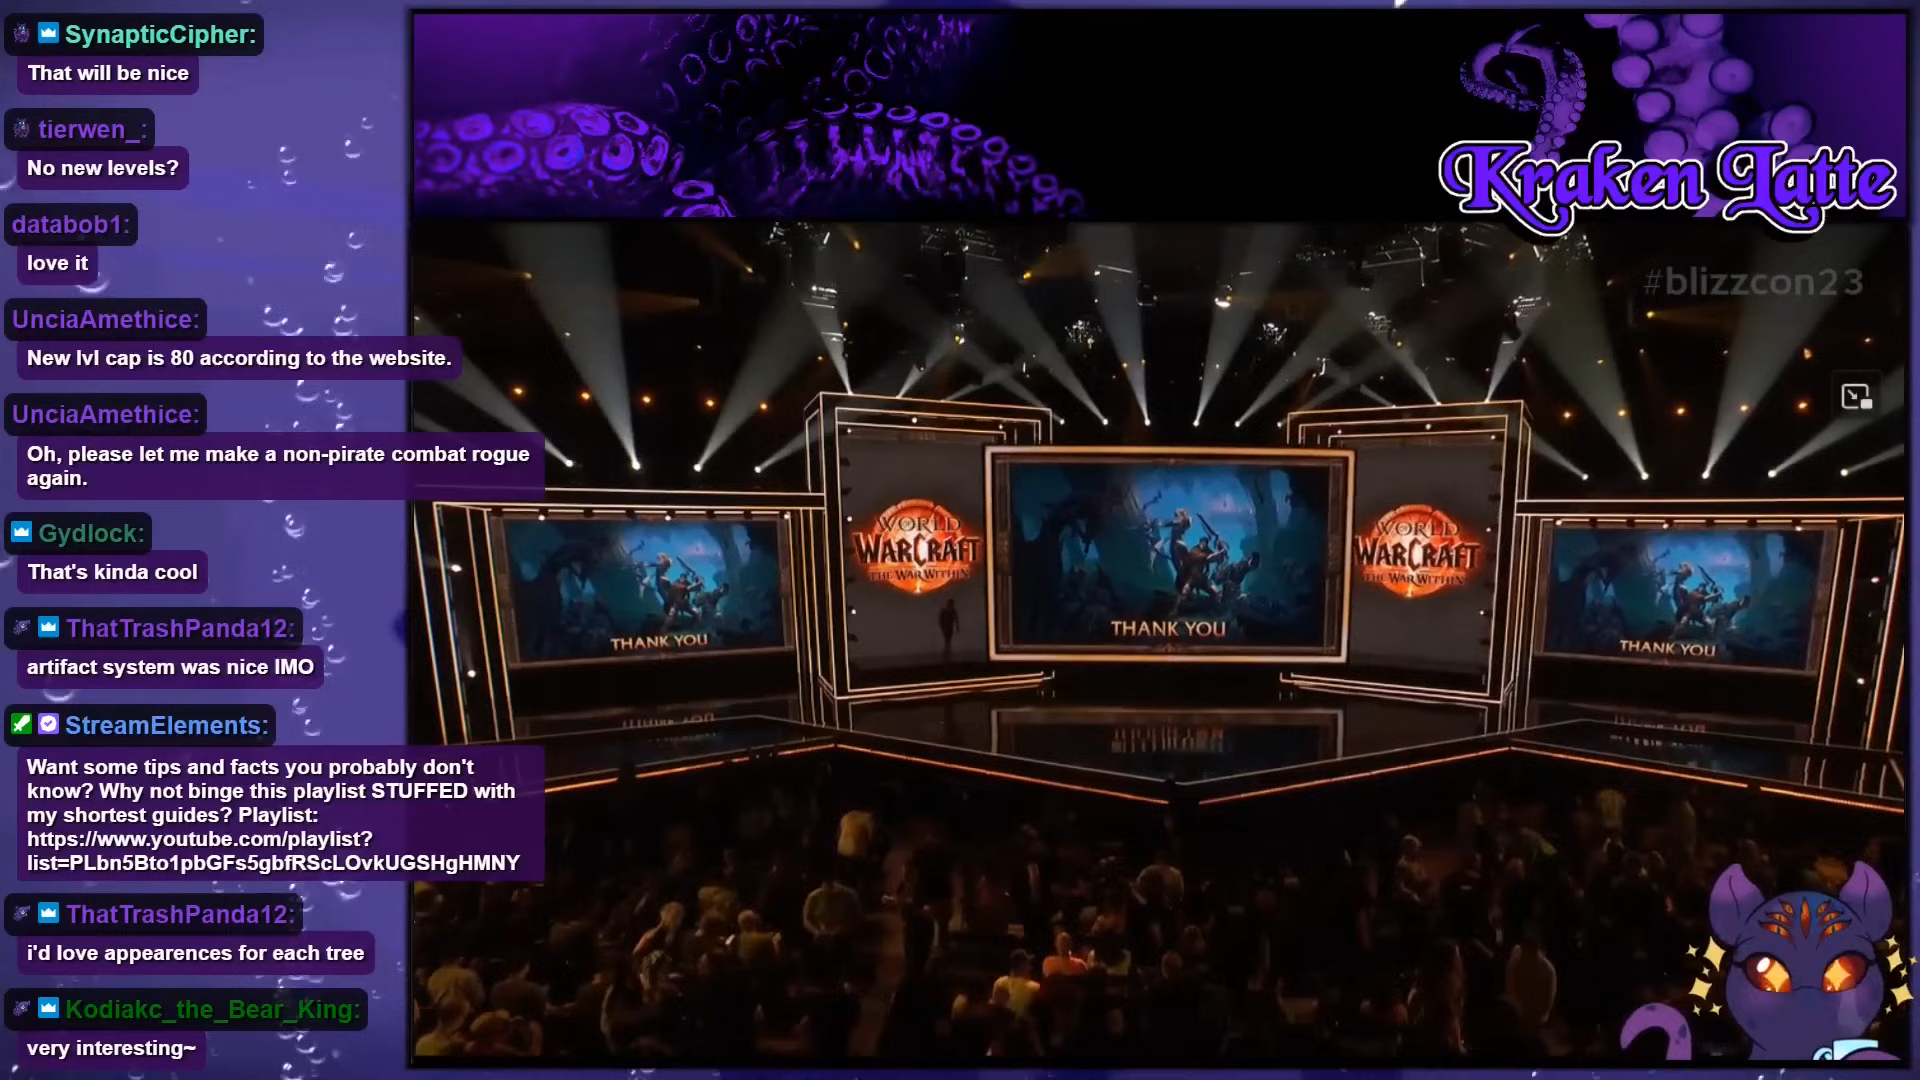 SynapticCipher:
That will be nice
tierwen_:
No new levels?
databob1:
love it
UnciaAmethice:
New lvl cap is 80 according to the website.
UnciaAmethice:
Oh, please let me make a non-pirate combat rogue
again.
Gydlock:
That's kinda cool
ThatTrashPanda12:
artifact system was nice IMO
StreamElements:
Want some tips and facts you probably don't
know? Why not binge this playlist STUFFED with
my shortest guides? Playlist:
https://www.youtube.com/playlist?
list=PLbn5Bto1pbGFs5gbfRScLOvkUGSHgHMNY
ThatTrashPanda12:
i'd love appearences for each tree
Kodiakc_the_Bear_King:
very interesting~
Kraken Latte
#blizzcon23
WORLD
WARCRAFT
THE WAR WITHIN
WORLD
WARCRAFT
THE WAR WITHIN
THANK YOU
THANK YOU
THANK YOU